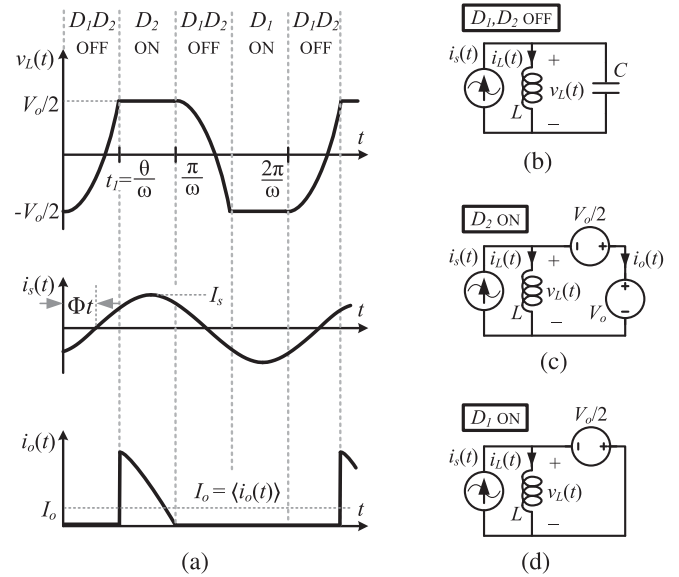 D1D2 D2 D1D2 D1 D1D2
OFF ON OFF ON OFF
vL(t)
Vo/2
t
t1= θ/ω π/ω 2π/ω
-Vo/2
is(t)
Φt
Is
t
io(t)
Io = ⟨io(t)⟩
Io
t
(a)
D1,D2 OFF
is(t) iL(t) +
vL(t) C
L
–
(b)
D2 ON
Vo/2
is(t) iL(t) + io(t)
vL(t)
L Vo
–
(c)
D1 ON
Vo/2
is(t) iL(t) +
vL(t)
L
–
(d)